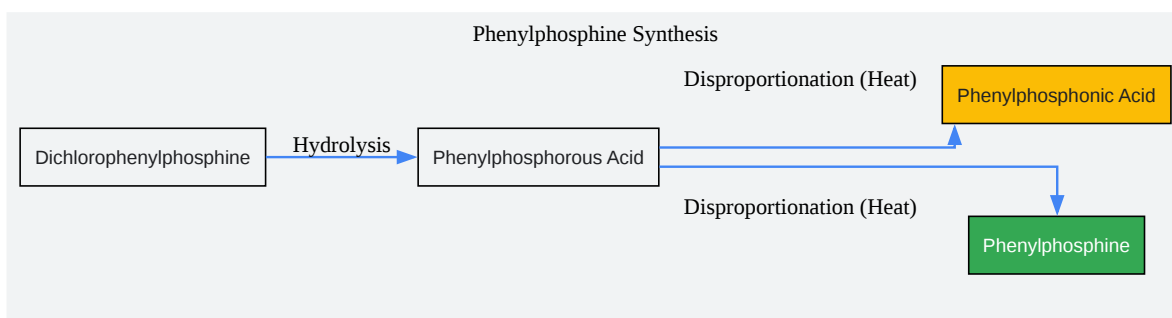 Phenylphosphine Synthesis
Disproportionation (Heat)
Phenylphosphonic Acid
Dichlorophenylphosphine
Hydrolysis
Phenylphosphorous Acid
Disproportionation (Heat)
Phenylphosphine